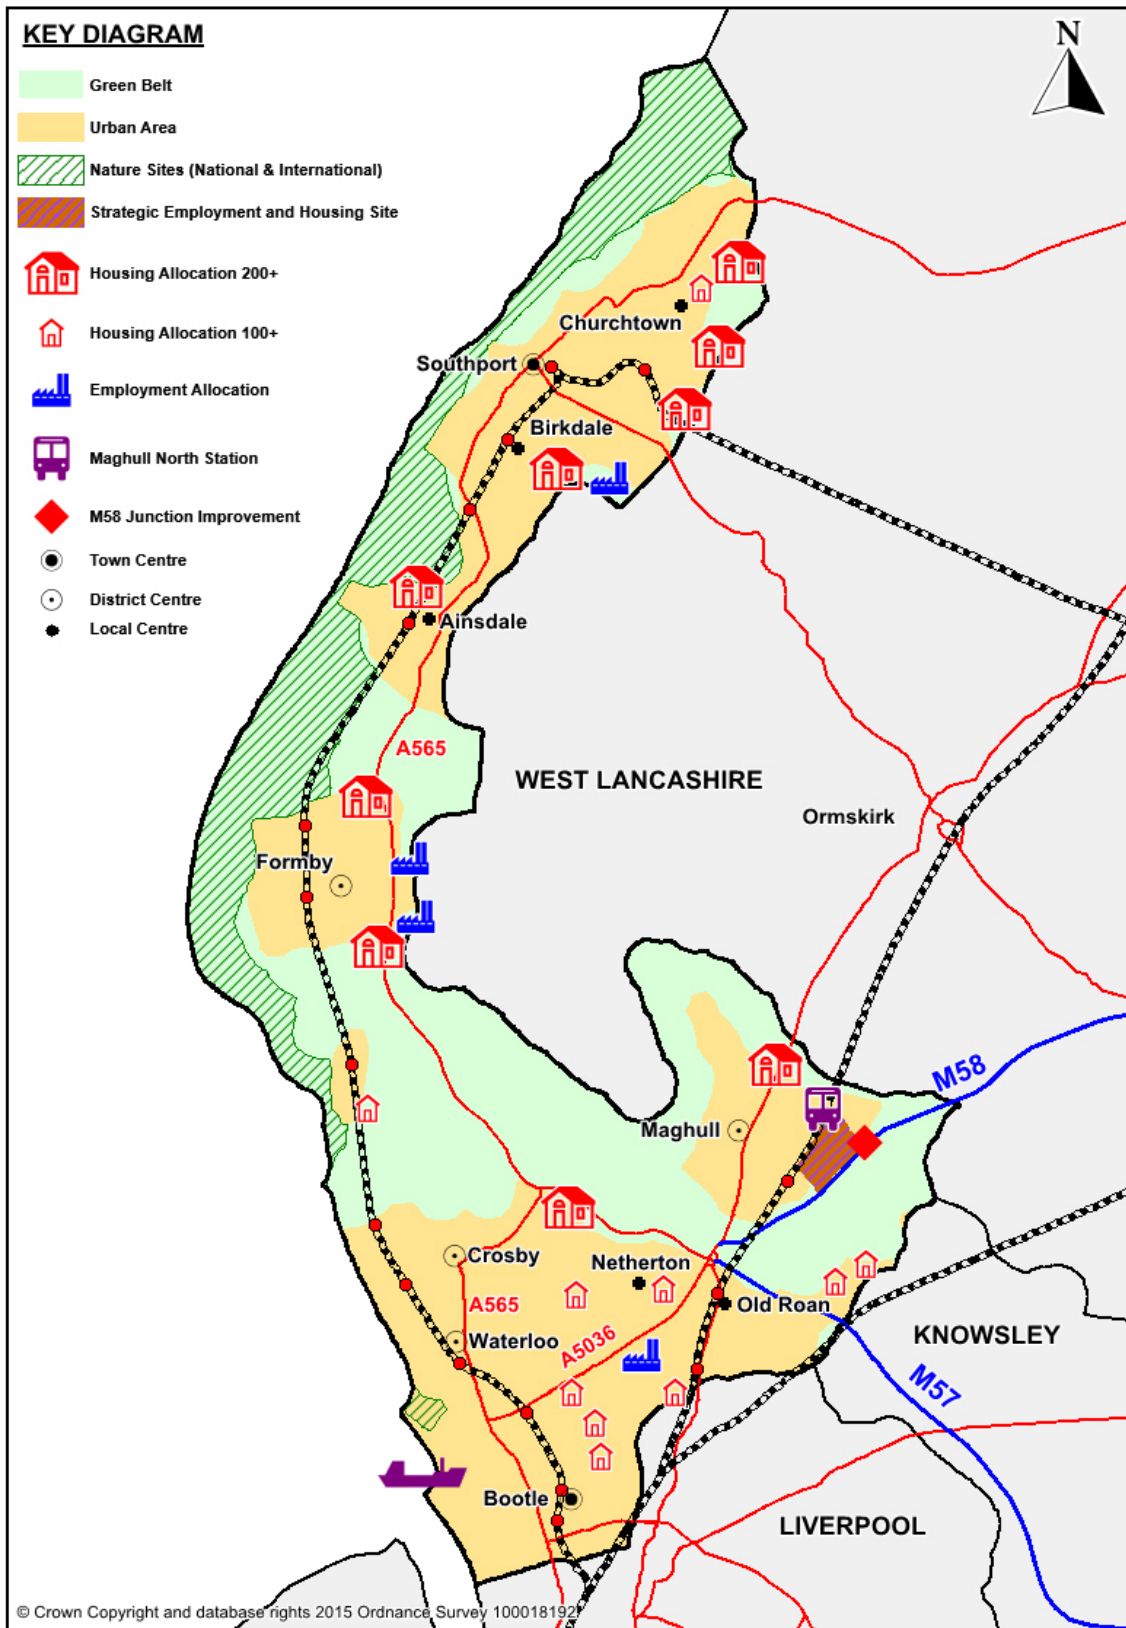 KEY DIAGRAM
Green Belt
Urban Area
Nature Sites (National & International)
Strategic Employment and Housing Site
Housing Allocation 200+
Housing Allocation 100+
Employment Allocation
Maghull North Station
M58 Junction Improvement
Town Centre
District Centre
Local Centre
N
Churchtown
Southport
Birkdale
Ainsdale
A565
WEST LANCASHIRE
Ormskirk
Formby
M58
Maghull
Crosby
Netherton
A565
Old Roan
Waterloo
A5036
KNOWSLEY
M57
Bootle
LIVERPOOL
© Crown Copyright and database rights 2015 Ordnance Survey 100018192